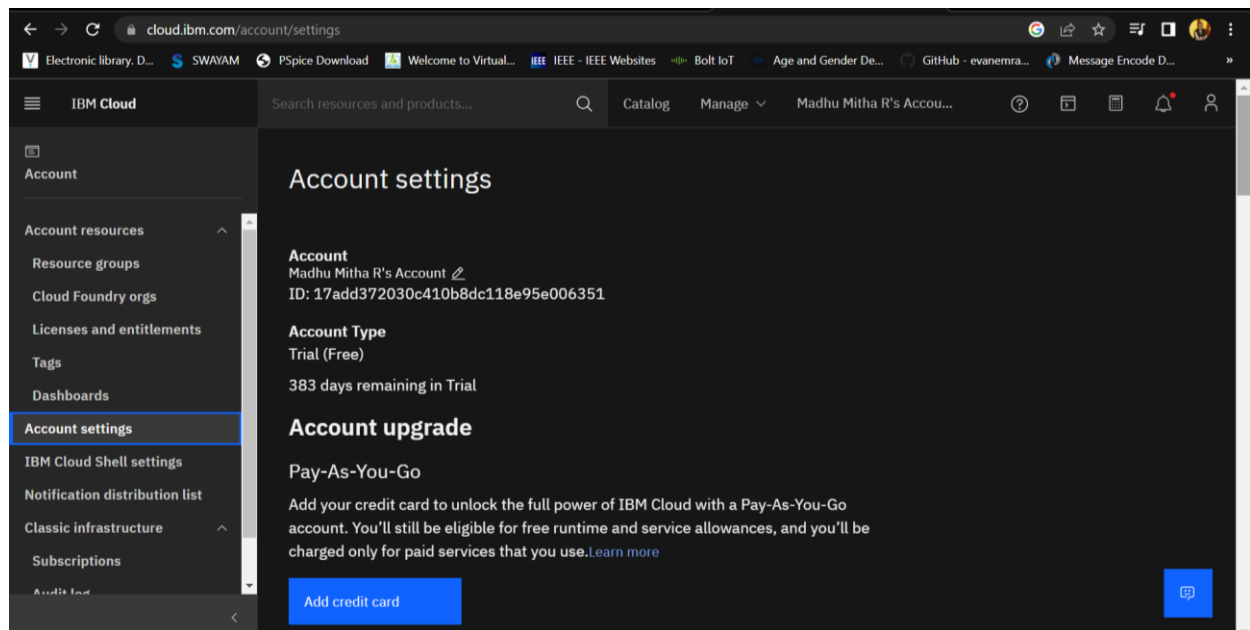 cloud.ibm.com/account/settings
Electronic library. D... SWAYAM PSpice Download Welcome to Virtual... IEEE IEEE - IEEE Websites Bolt IoT Age and Gender De... GitHub - evanemra... Message Encode D... »
IBM Cloud Search resources and products... Catalog Manage Madhu Mitha R's Accou...
Account
Account resources
Resource groups
Cloud Foundry orgs
Licenses and entitlements
Tags
Dashboards
Account settings
IBM Cloud Shell settings
Notification distribution list
Classic infrastructure
Subscriptions
Audit log
Account settings
Account
Madhu Mitha R's Account
ID: 17add372030c410b8dc118e95e006351
Account Type
Trial (Free)
383 days remaining in Trial
Account upgrade
Pay-As-You-Go
Add your credit card to unlock the full power of IBM Cloud with a Pay-As-You-Go
account. You'll still be eligible for free runtime and service allowances, and you'll be
charged only for paid services that you use.Learn more
Add credit card